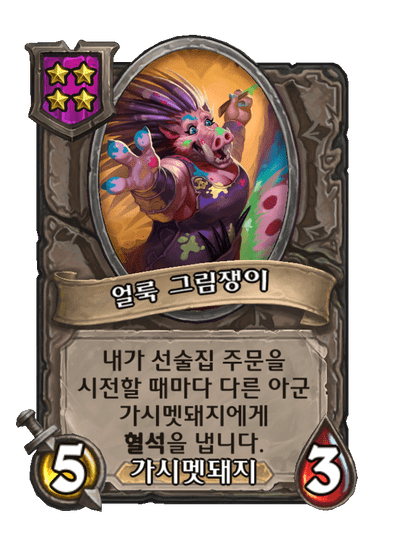 얼룩 그림쟁이
내가 선술집 주문을
시전할 때마다 다른 아군
가시멧돼지에게
혈석을 냅니다.
5
가시멧돼지
3